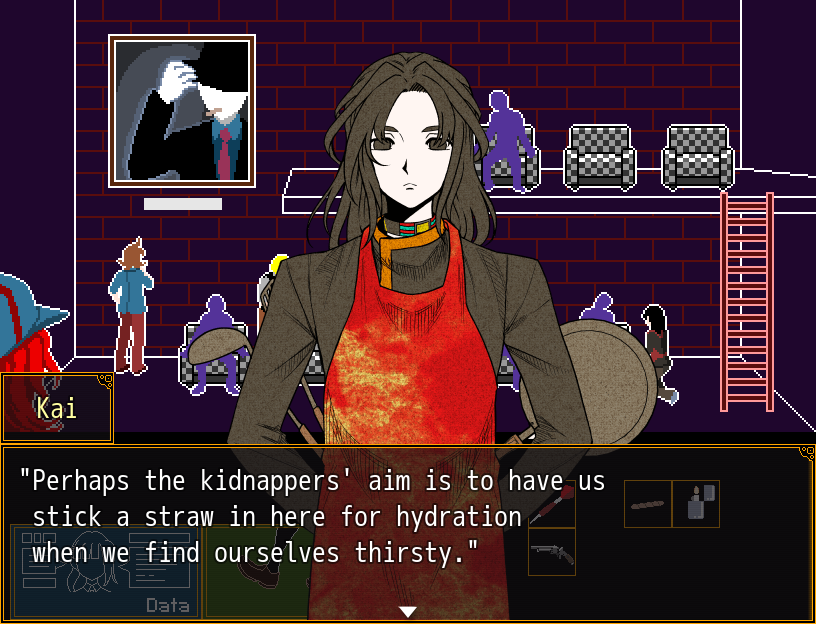 Kai
"Perhaps the kidnappers' aim is to have us
stick a straw in here for hydration
when we find ourselves thirsty."
Data